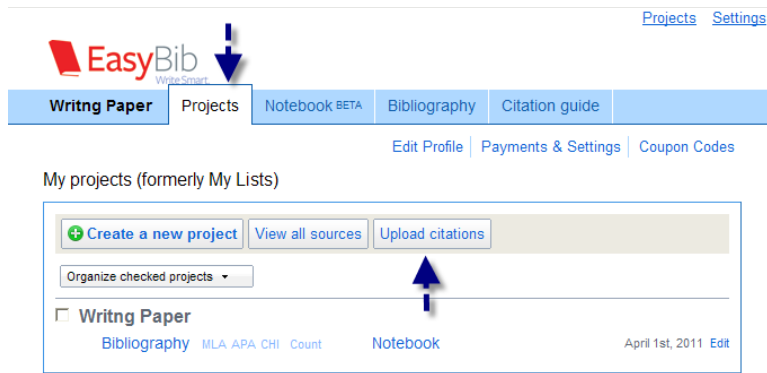 Projects Settings
EasyBib
Write Smart.
Writng Paper Projects Notebook BETA Bibliography Citation guide
Edit Profile Payments & Settings Coupon Codes
My projects (formerly My Lists)
Create a new project View all sources Upload citations
Organize checked projects
Writng Paper
Bibliography MLA APA CHI Count Notebook April 1st, 2011 Edit